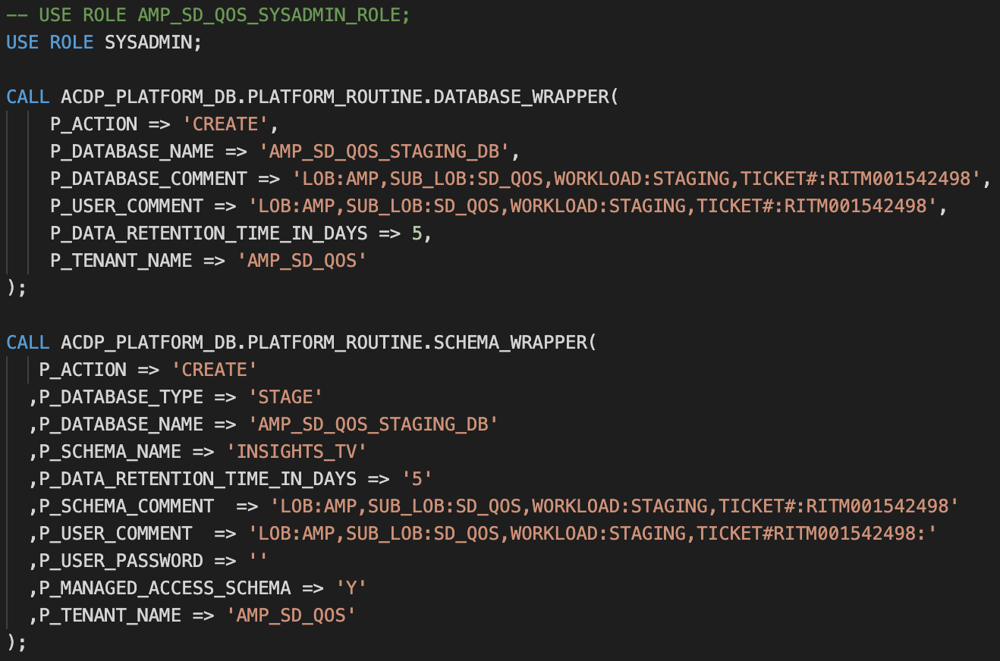 -- USE ROLE AMP_SD_QOS_SYSADMIN_ROLE;
USE ROLE SYSADMIN;
CALL ACDP_PLATFORM_DB.PLATFORM_ROUTINE.DATABASE_WRAPPER(
P_ACTION => 'CREATE',
P_DATABASE_NAME => 'AMP_SD_QOS_STAGING_DB',
P_DATABASE_COMMENT => 'LOB:AMP,SUB_LOB:SD_QOS,WORKLOAD:STAGING,TICKET#:RITM001542498',
P_USER_COMMENT => 'LOB:AMP,SUB_LOB:SD_QOS,WORKLOAD:STAGING,TICKET#:RITM001542498',
P_DATA_RETENTION_TIME_IN_DAYS => 5,
P_TENANT_NAME => 'AMP_SD_QOS'
);
CALL ACDP_PLATFORM_DB.PLATFORM_ROUTINE.SCHEMA_WRAPPER(
P_ACTION => 'CREATE'
,P_DATABASE_TYPE => 'STAGE'
,P_DATABASE_NAME => 'AMP_SD_QOS_STAGING_DB'
,P_SCHEMA_NAME => 'INSIGHTS_TV'
,P_DATA_RETENTION_TIME_IN_DAYS => '5'
,P_SCHEMA_COMMENT  => 'LOB:AMP,SUB_LOB:SD_QOS,WORKLOAD:STAGING,TICKET#:RITM001542498'
,P_USER_COMMENT  => 'LOB:AMP,SUB_LOB:SD_QOS,WORKLOAD:STAGING,TICKET#RITM001542498:'
,P_USER_PASSWORD => ''
,P_MANAGED_ACCESS_SCHEMA => 'Y'
,P_TENANT_NAME => 'AMP_SD_QOS'
);